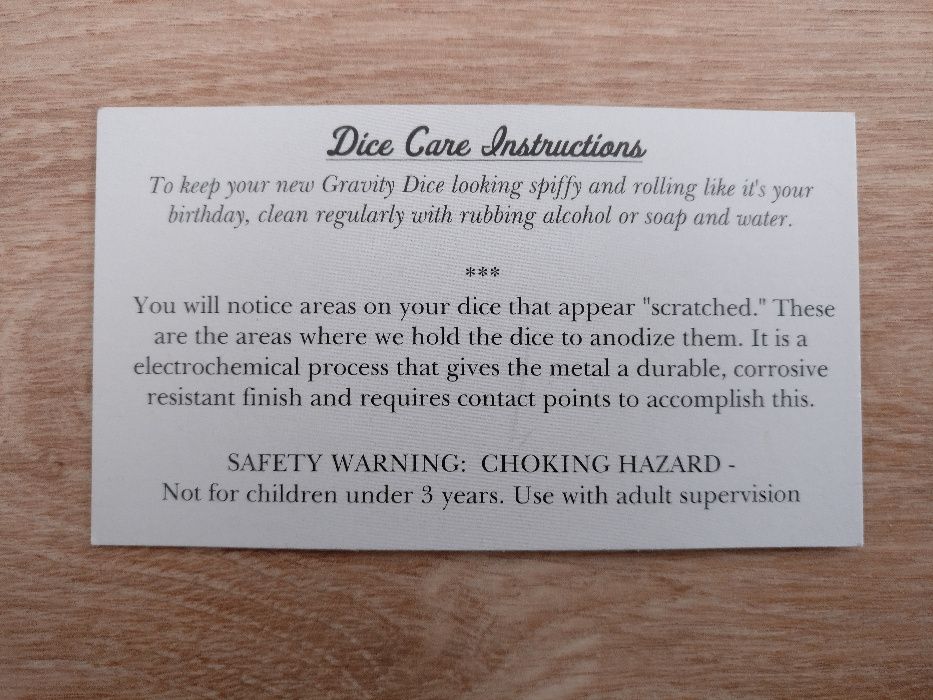 Dice Care Instructions
To keep your new Gravity Dice looking spiffy and rolling like it's your
birthday, clean regularly with rubbing alcohol or soap and water.
***
You will notice areas on your dice that appear "scratched." These
are the areas where we hold the dice to anodize them. It is a
electrochemical process that gives the metal a durable, corrosive
resistant finish and requires contact points to accomplish this.
SAFETY WARNING:  CHOKING HAZARD -
Not for children under 3 years. Use with adult supervision